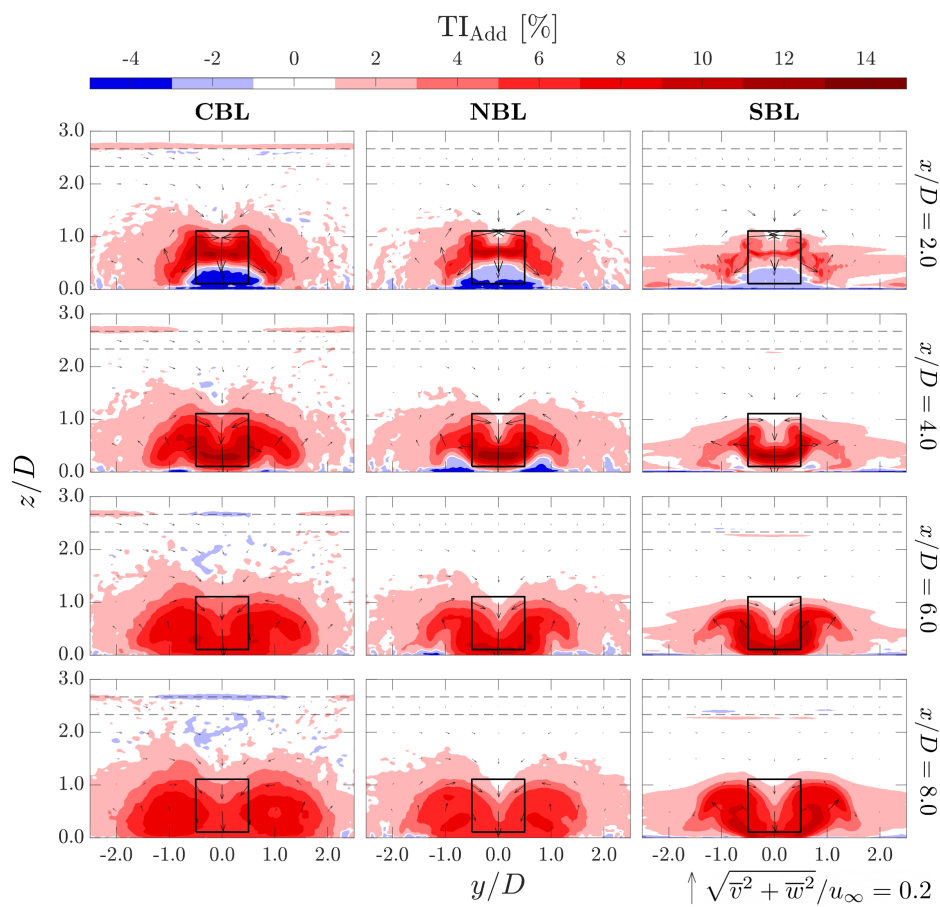 TI_Add [%]
-4 -2 0 2 4 6 8 10 12 14
CBL NBL SBL
3.0
2.0
1.0
0.0
x/D = 2.0
3.0
2.0
1.0
0.0
x/D = 4.0
z/D
3.0
2.0
1.0
0.0
x/D = 6.0
3.0
2.0
1.0
0.0
x/D = 8.0
-2.0 -1.0 0.0 1.0 2.0 -2.0 -1.0 0.0 1.0 2.0 -2.0 -1.0 0.0 1.0 2.0
y/D
↑ √(v̅² + w̅²)/u∞ = 0.2